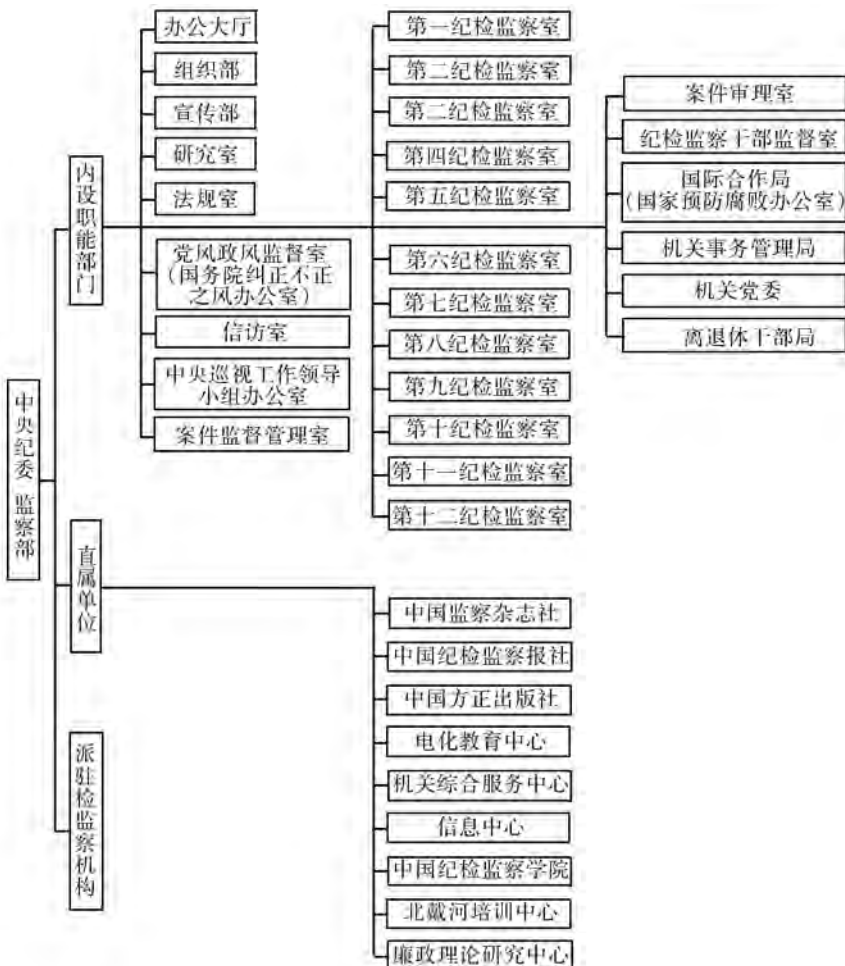 中央纪委 监察部
内设职能部门
办公大厅
组织部
宣传部
研究室
法规室
党风政风监督室
(国务院纠正不正
之风办公室)
信访室
中央巡视工作领导
小组办公室
案件监督管理室
第一纪检监察室
第二纪检监察室
第二纪检监察室
第四纪检监察室
第五纪检监察室
第六纪检监察室
第七纪检监察室
第八纪检监察室
第九纪检监察室
第十纪检监察室
第十一纪检监察室
第十二纪检监察室
案件审理室
纪检监察干部监督室
国际合作局
(国家预防腐败办公室)
机关事务管理局
机关党委
离退休干部局
直属单位
中国监察杂志社
中国纪检监察报社
中国方正出版社
电化教育中心
机关综合服务中心
信息中心
中国纪检监察学院
北戴河培训中心
廉政理论研究中心
派驻检监察机构